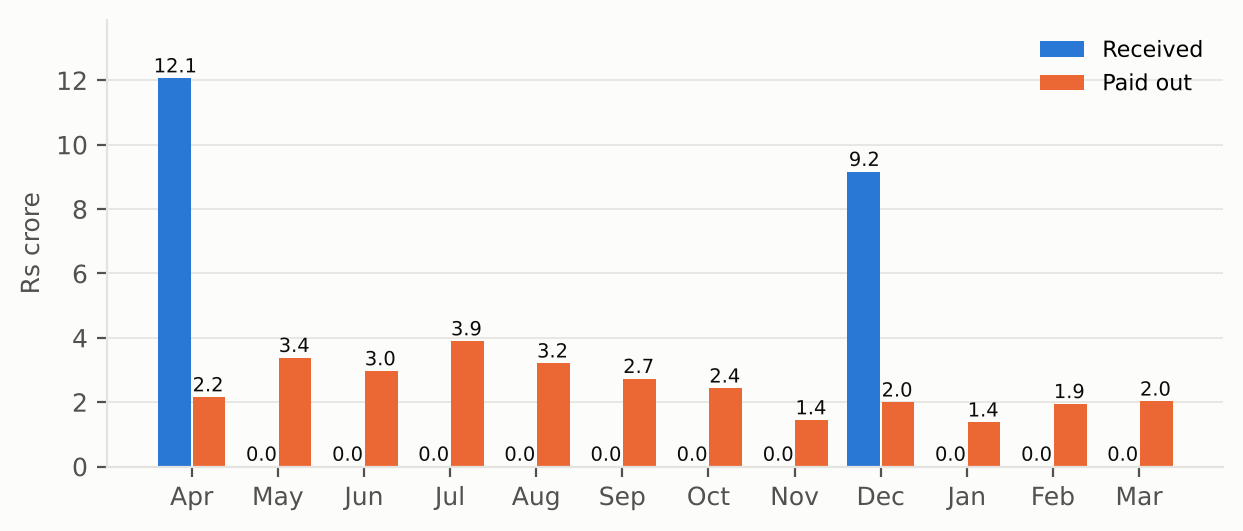 Received
Paid out
Rs crore
12
10
8
6
4
2
0
12.1 2.2 0.0 3.4 0.0 3.0 0.0 3.9 0.0 3.2 0.0 2.7 0.0 2.4 0.0 1.4 9.2 2.0 0.0 1.4 0.0 1.9 0.0 2.0
Apr May Jun Jul Aug Sep Oct Nov Dec Jan Feb Mar